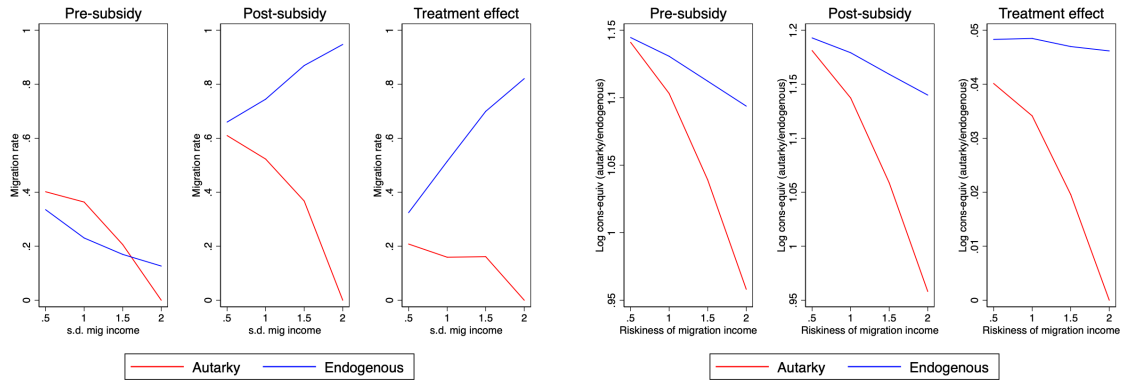 Pre-subsidy
Post-subsidy
Treatment effect
Migration rate
0 .2 .4 .6 .8 1
.5 1 1.5 2
s.d. mig income
Migration rate
0 .2 .4 .6 .8 1
.5 1 1.5 2
s.d. mig income
Migration rate
0 .2 .4 .6 .8 1
.5 1 1.5 2
s.d. mig income
Autarky
Endogenous
Pre-subsidy
Post-subsidy
Treatment effect
Log cons-equiv (autarky/endogenous)
.95 1 1.05 1.1 1.15
.5 1 1.5 2
Riskiness of migration income
Log cons-equiv (autarky/endogenous)
.95 1 1.05 1.1 1.15 1.2
.5 1 1.5 2
Riskiness of migration income
Log cons-equiv (autarky/endogenous)
0 .01 .02 .03 .04 .05
.5 1 1.5 2
Riskiness of migration income
Autarky
Endogenous